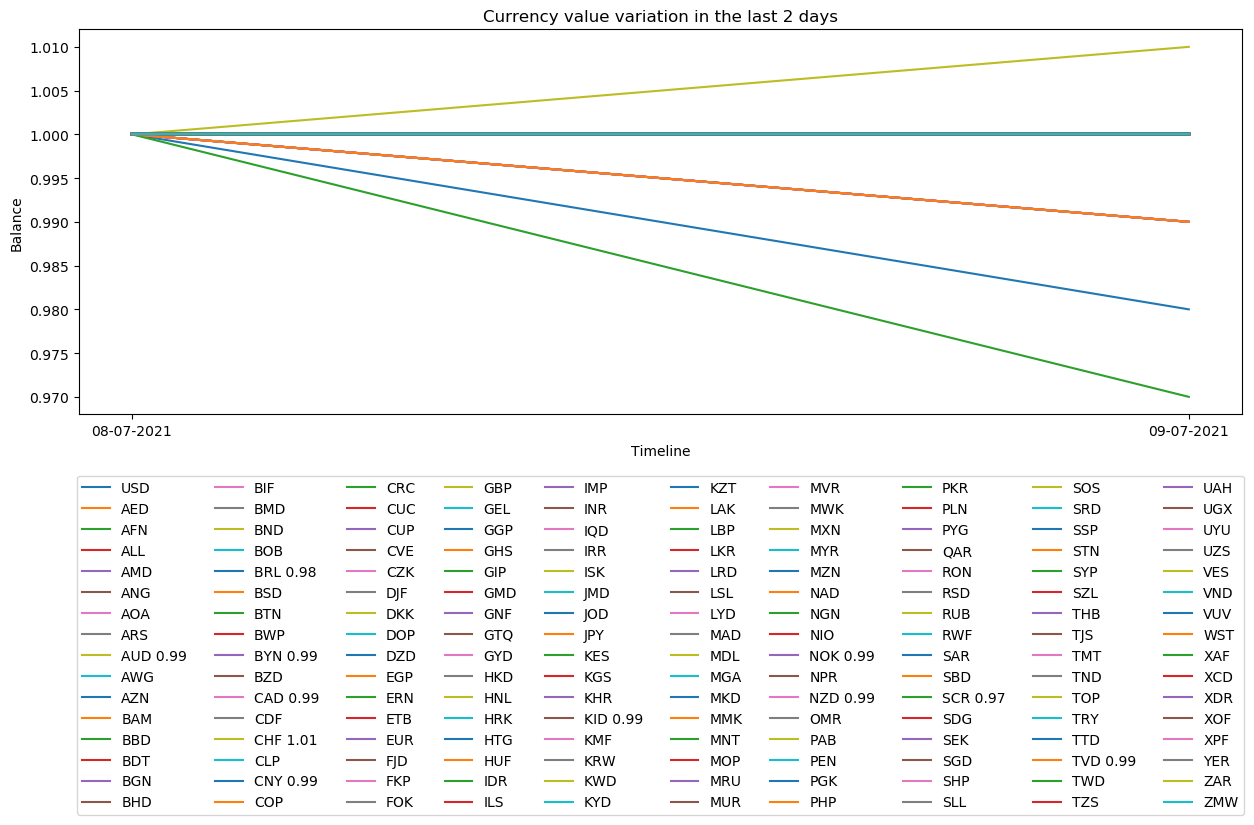 Currency value variation in the last 2 days
1.010
1.005
1.000
0.995
0.990
0.985
0.980
0.975
0.970
Balance
08-07-2021 09-07-2021
Timeline
USD BIF CRC GBP IMP KZT MVR PKR SOS UAH
AED BMD CUC GEL INR LAK MWK PLN SRD UGX
AFN BND CUP GGP IQD LBP MXN PYG SSP UYU
ALL BOB CVE GHS IRR LKR MYR QAR STN UZS
AMD BRL 0.98 CZK GIP ISK LRD MZN RON SYP VES
ANG BSD DJF GMD JMD LSL NAD RSD SZL VND
AOA BTN DKK GNF JOD LYD NGN RUB THB VUV
ARS BWP DOP GTQ JPY MAD NIO RWF TJS WST
AUD 0.99 BYN 0.99 DZD GYD KES MDL NOK 0.99 SAR TMT XAF
AWG BZD EGP HKD KGS MGA NPR SBD TND XCD
AZN CAD 0.99 ERN HNL KHR MKD NZD 0.99 SCR 0.97 TOP XDR
BAM CDF ETB HRK KID 0.99 MMK OMR SDG TRY XOF
BBD CHF 1.01 EUR HTG KMF MNT PAB SEK TTD XPF
BDT CLP FJD HUF KRW MOP PEN SGD TVD 0.99 YER
BGN CNY 0.99 FKP IDR KWD MRU PGK SHP TWD ZAR
BHD COP FOK ILS KYD MUR PHP SLL TZS ZMW